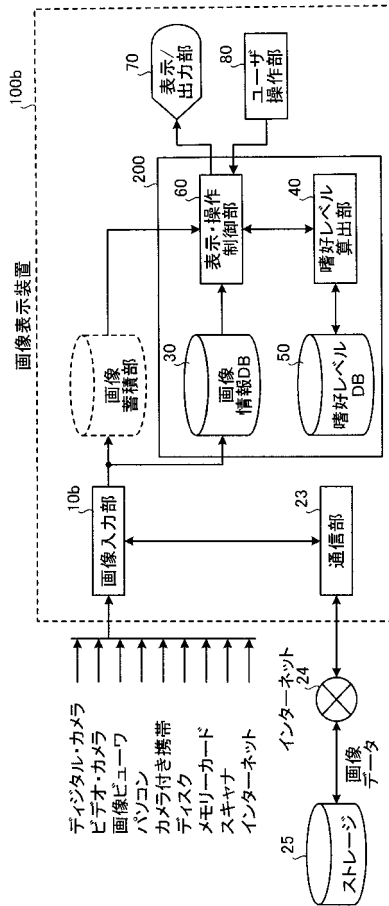 画像表示装置
100b
ディジタル・カメラ
ビデオ・カメラ
画像ビューワ
パソコン
カメラ付き携帯
ディスク
メモリーカード
スキャナ
インターネット
10b
画像入力部
画像
蓄積部
30
画像
情報DB
200
60
表示・操作
制御部
70
表示/
出力部
80
ユーザ
操作部
50
嗜好レベル
DB
40
嗜好レベル
算出部
23
通信部
インターネット
24
画像
データ
25
ストレージ